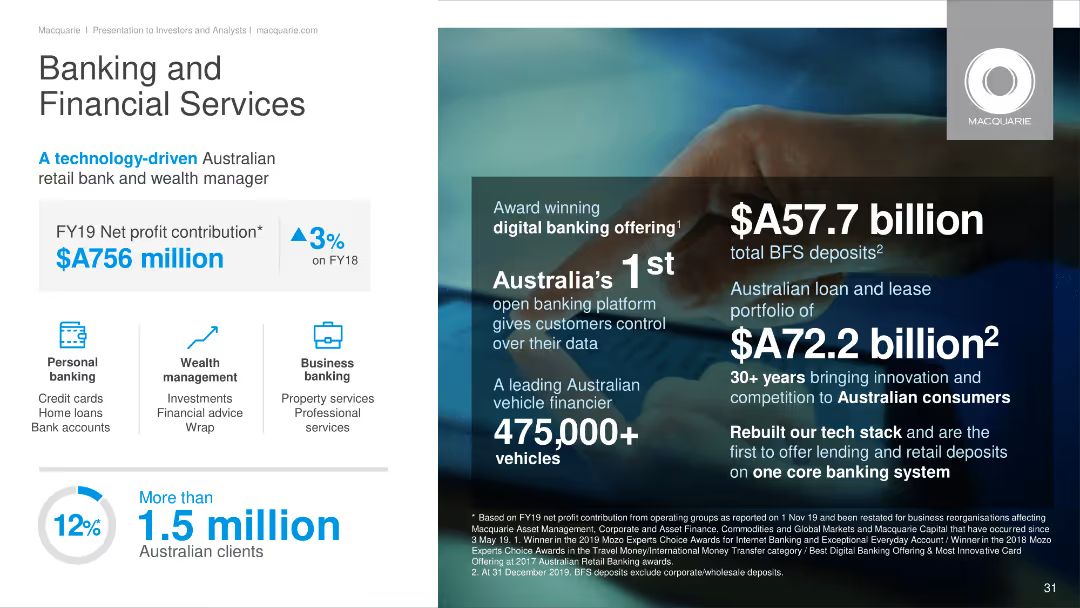 Macquarie | Presentation to Investors and Analysts | macquarie.com
Banking and
Financial Services
A technology-driven Australian
retail bank and wealth manager
FY19 Net profit contribution*
$A756 million
▲3%
on FY18
Personal
banking
Credit cards
Home loans
Bank accounts
Wealth
management
Investments
Financial advice
Wrap
Business
banking
Property services
Professional
services
12%*
More than
1.5 million
Australian clients
MACQUARIE
Award winning
digital banking offering1
Australia's 1st
open banking platform
gives customers control
over their data
A leading Australian
vehicle financier
475,000+
vehicles
$A57.7 billion
total BFS deposits2
Australian loan and lease
portfolio of
$A72.2 billion2
30+ years bringing innovation and
competition to Australian consumers
Rebuilt our tech stack and are the
first to offer lending and retail deposits
on one core banking system
* Based on FY19 net profit contribution from operating groups as reported on 1 Nov 19 and been restated for business reorganisations affecting
Macquarie Asset Management, Corporate and Asset Finance, Commodities and Global Markets and Macquarie Capital that have occurred since
3 May 19. 1. Winner in the 2019 Mozo Experts Choice Awards for Internet Banking and Exceptional Everyday Account / Winner in the 2018 Mozo
Experts Choice Awards in the Travel Money/International Money Transfer category / Best Digital Banking Offering & Most Innovative Card
Offering at 2017 Australian Retail Banking awards.
2. At 31 December 2019. BFS deposits exclude corporate/wholesale deposits.
31